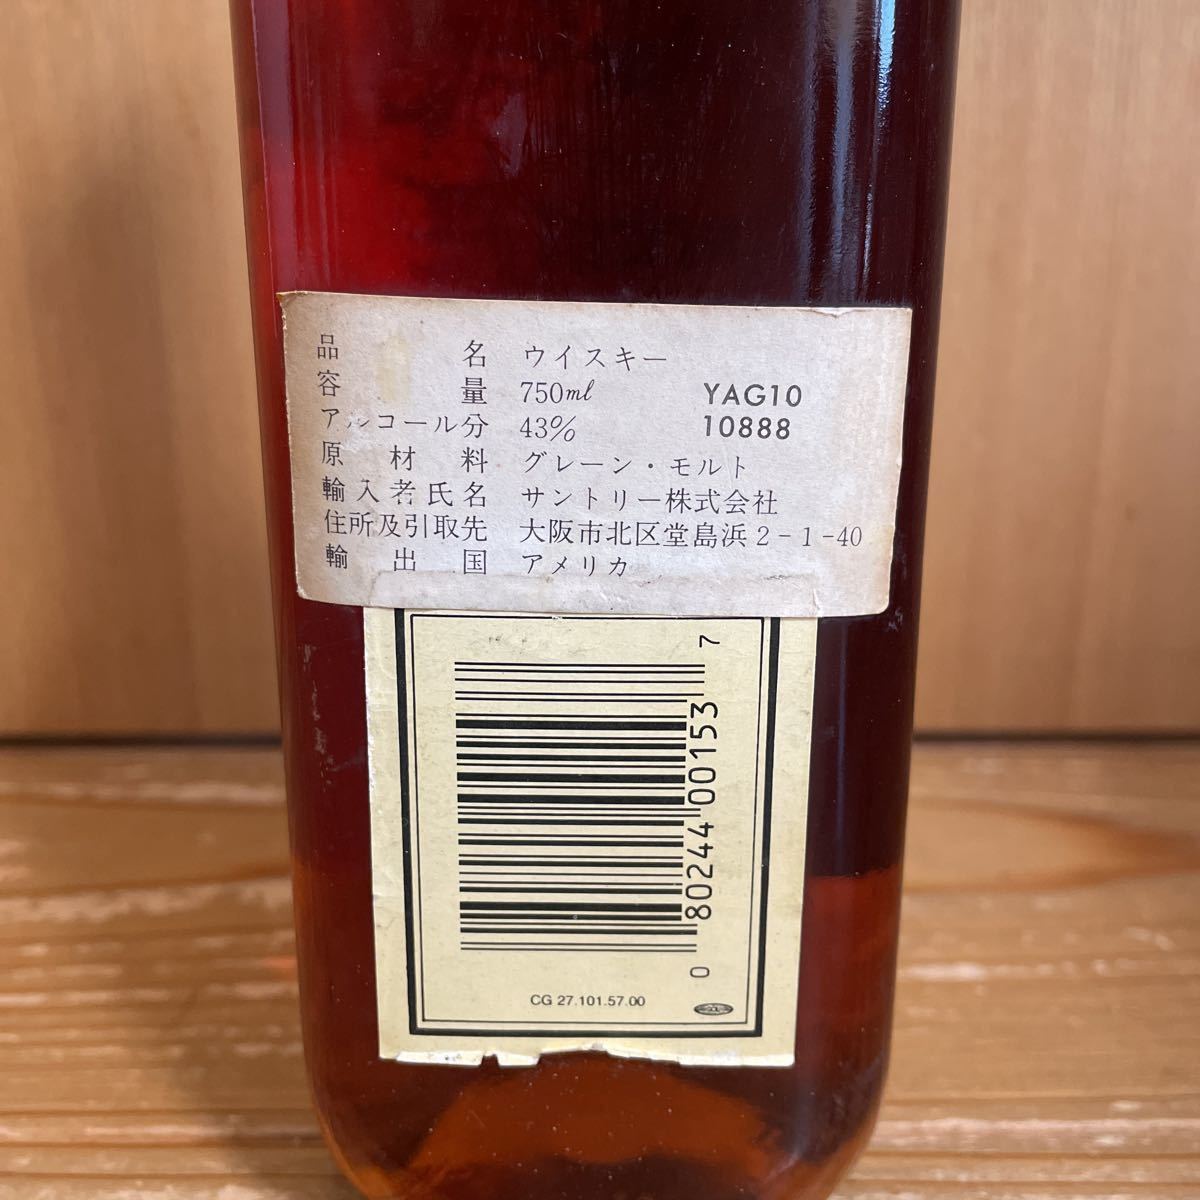 品名 ウイスキー
容量 750ml YAG10
アルコール分 43% 10888
原材料 グレーン・モルト
輸入者氏名 サントリー株式会社
住所及引取先 大阪市北区堂島浜2-1-40
輸出国 アメリカ
0 80244 00153 7
CG 27.101.57.00